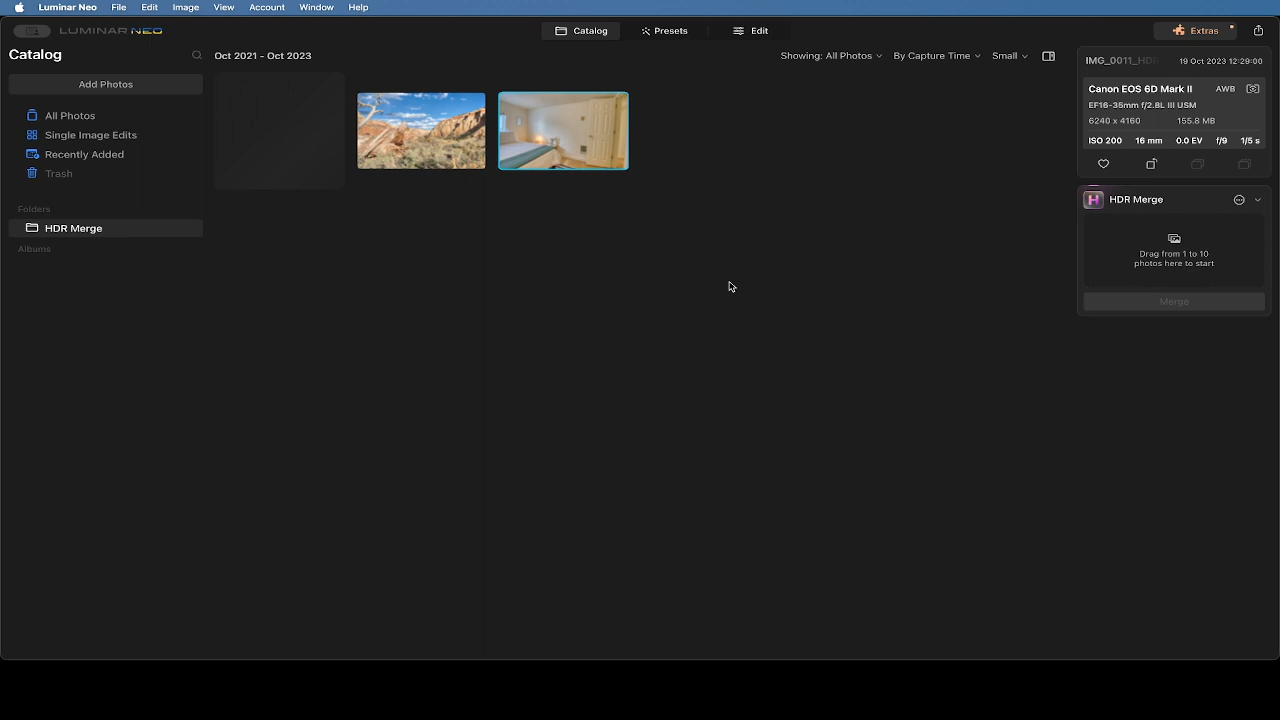 Luminar Neo File Edit Image View Account Window Help
LUMINAR NEO
Catalog Presets Edit
Extras
Catalog
Oct 2021 - Oct 2023
Showing: All Photos By Capture Time Small
IMG_0011_HDR 19 Oct 2023 12:29:00
Add Photos
Canon EOS 6D Mark II AWB
EF16-35mm f/2.8L III USM
6240 x 4160 155.8 MB
ISO 200 16 mm 0.0 EV f/9 1/5 s
All Photos
Single Image Edits
Recently Added
Trash
Folders
HDR Merge
Albums
HDR Merge
Drag from 1 to 10
photos here to start
Merge